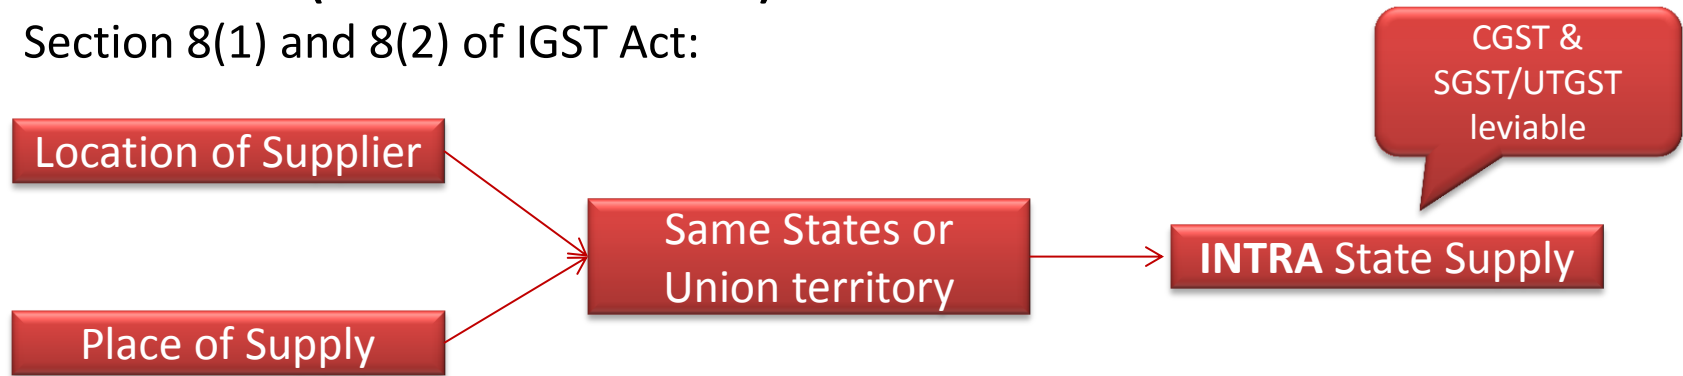 Section 8(1) and 8(2) of IGST Act:
CGST &
SGST/UTGST
leviable
Location of Supplier
Same States or
Union territory
INTRA State Supply
Place of Supply